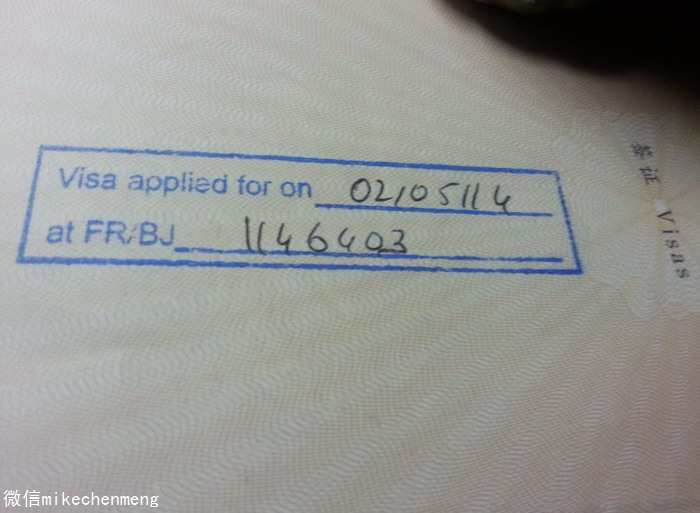 Visa applied for on 02/05/14
at FR/BJ 1146403
签证 Visas
微信mikechenmeng